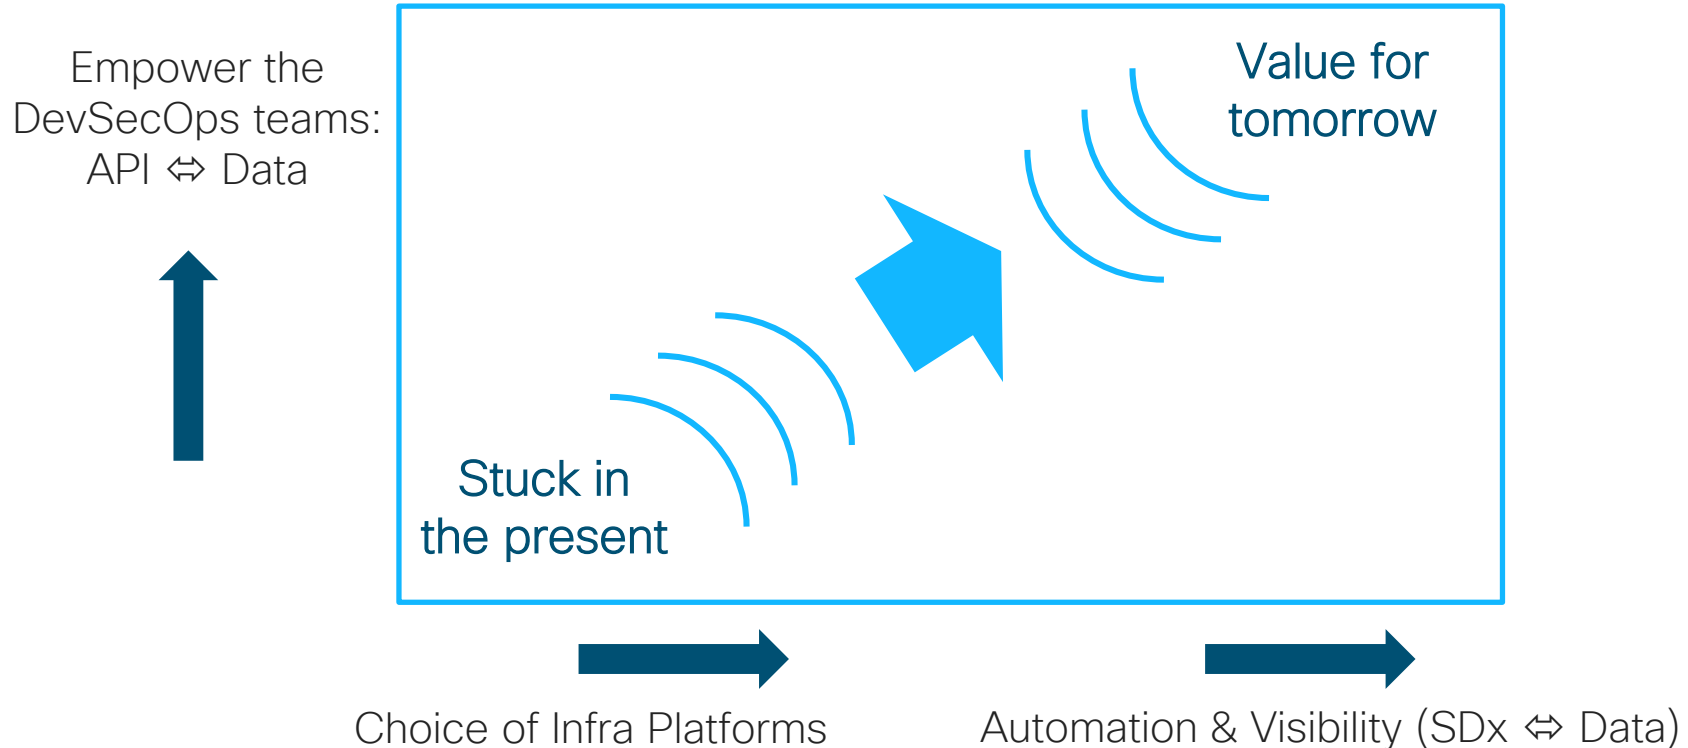 Empower the
DevSecOps teams:
API ⬄ Data
Value for
tomorrow
Stuck in
the present
Choice of Infra Platforms
Automation & Visibility (SDx ⬄ Data)